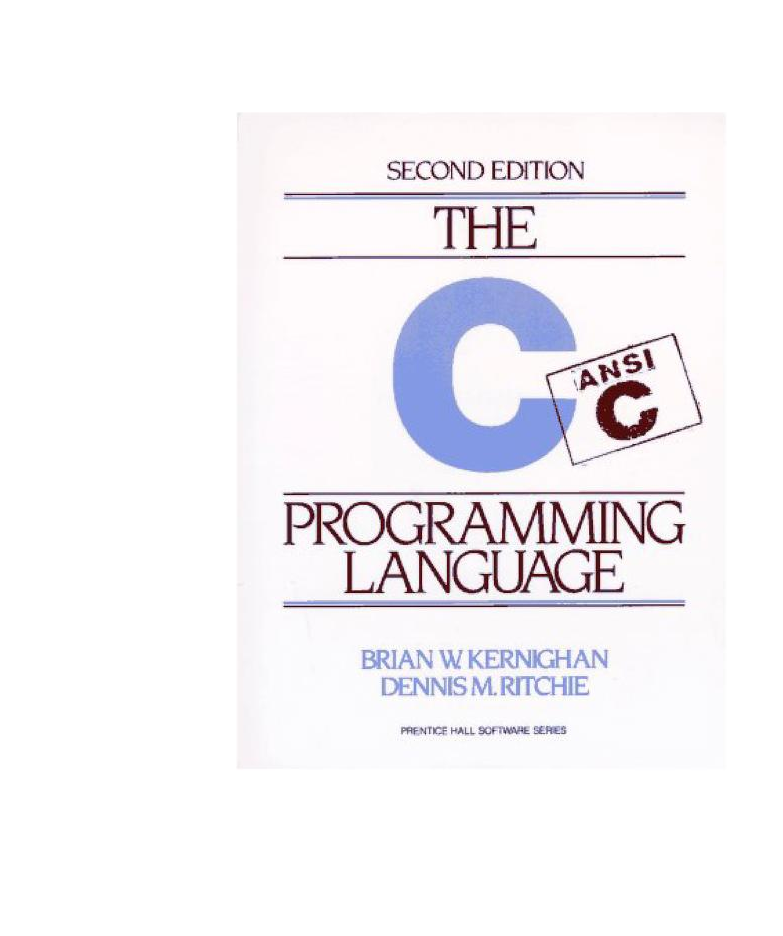 SECOND EDITION
THE
C
ANSI
C
PROGRAMMING
LANGUAGE
BRIAN W. KERNIGHAN
DENNIS M. RITCHIE
PRENTICE HALL SOFTWARE SERIES